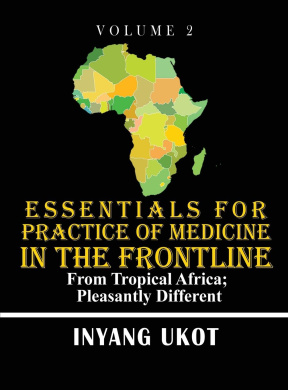 VOLUME 2
ESSENTIALS FOR
PRACTICE OF MEDICINE
IN THE FRONTLINE
From Tropical Africa;
Pleasantly Different
INYANG UKOT